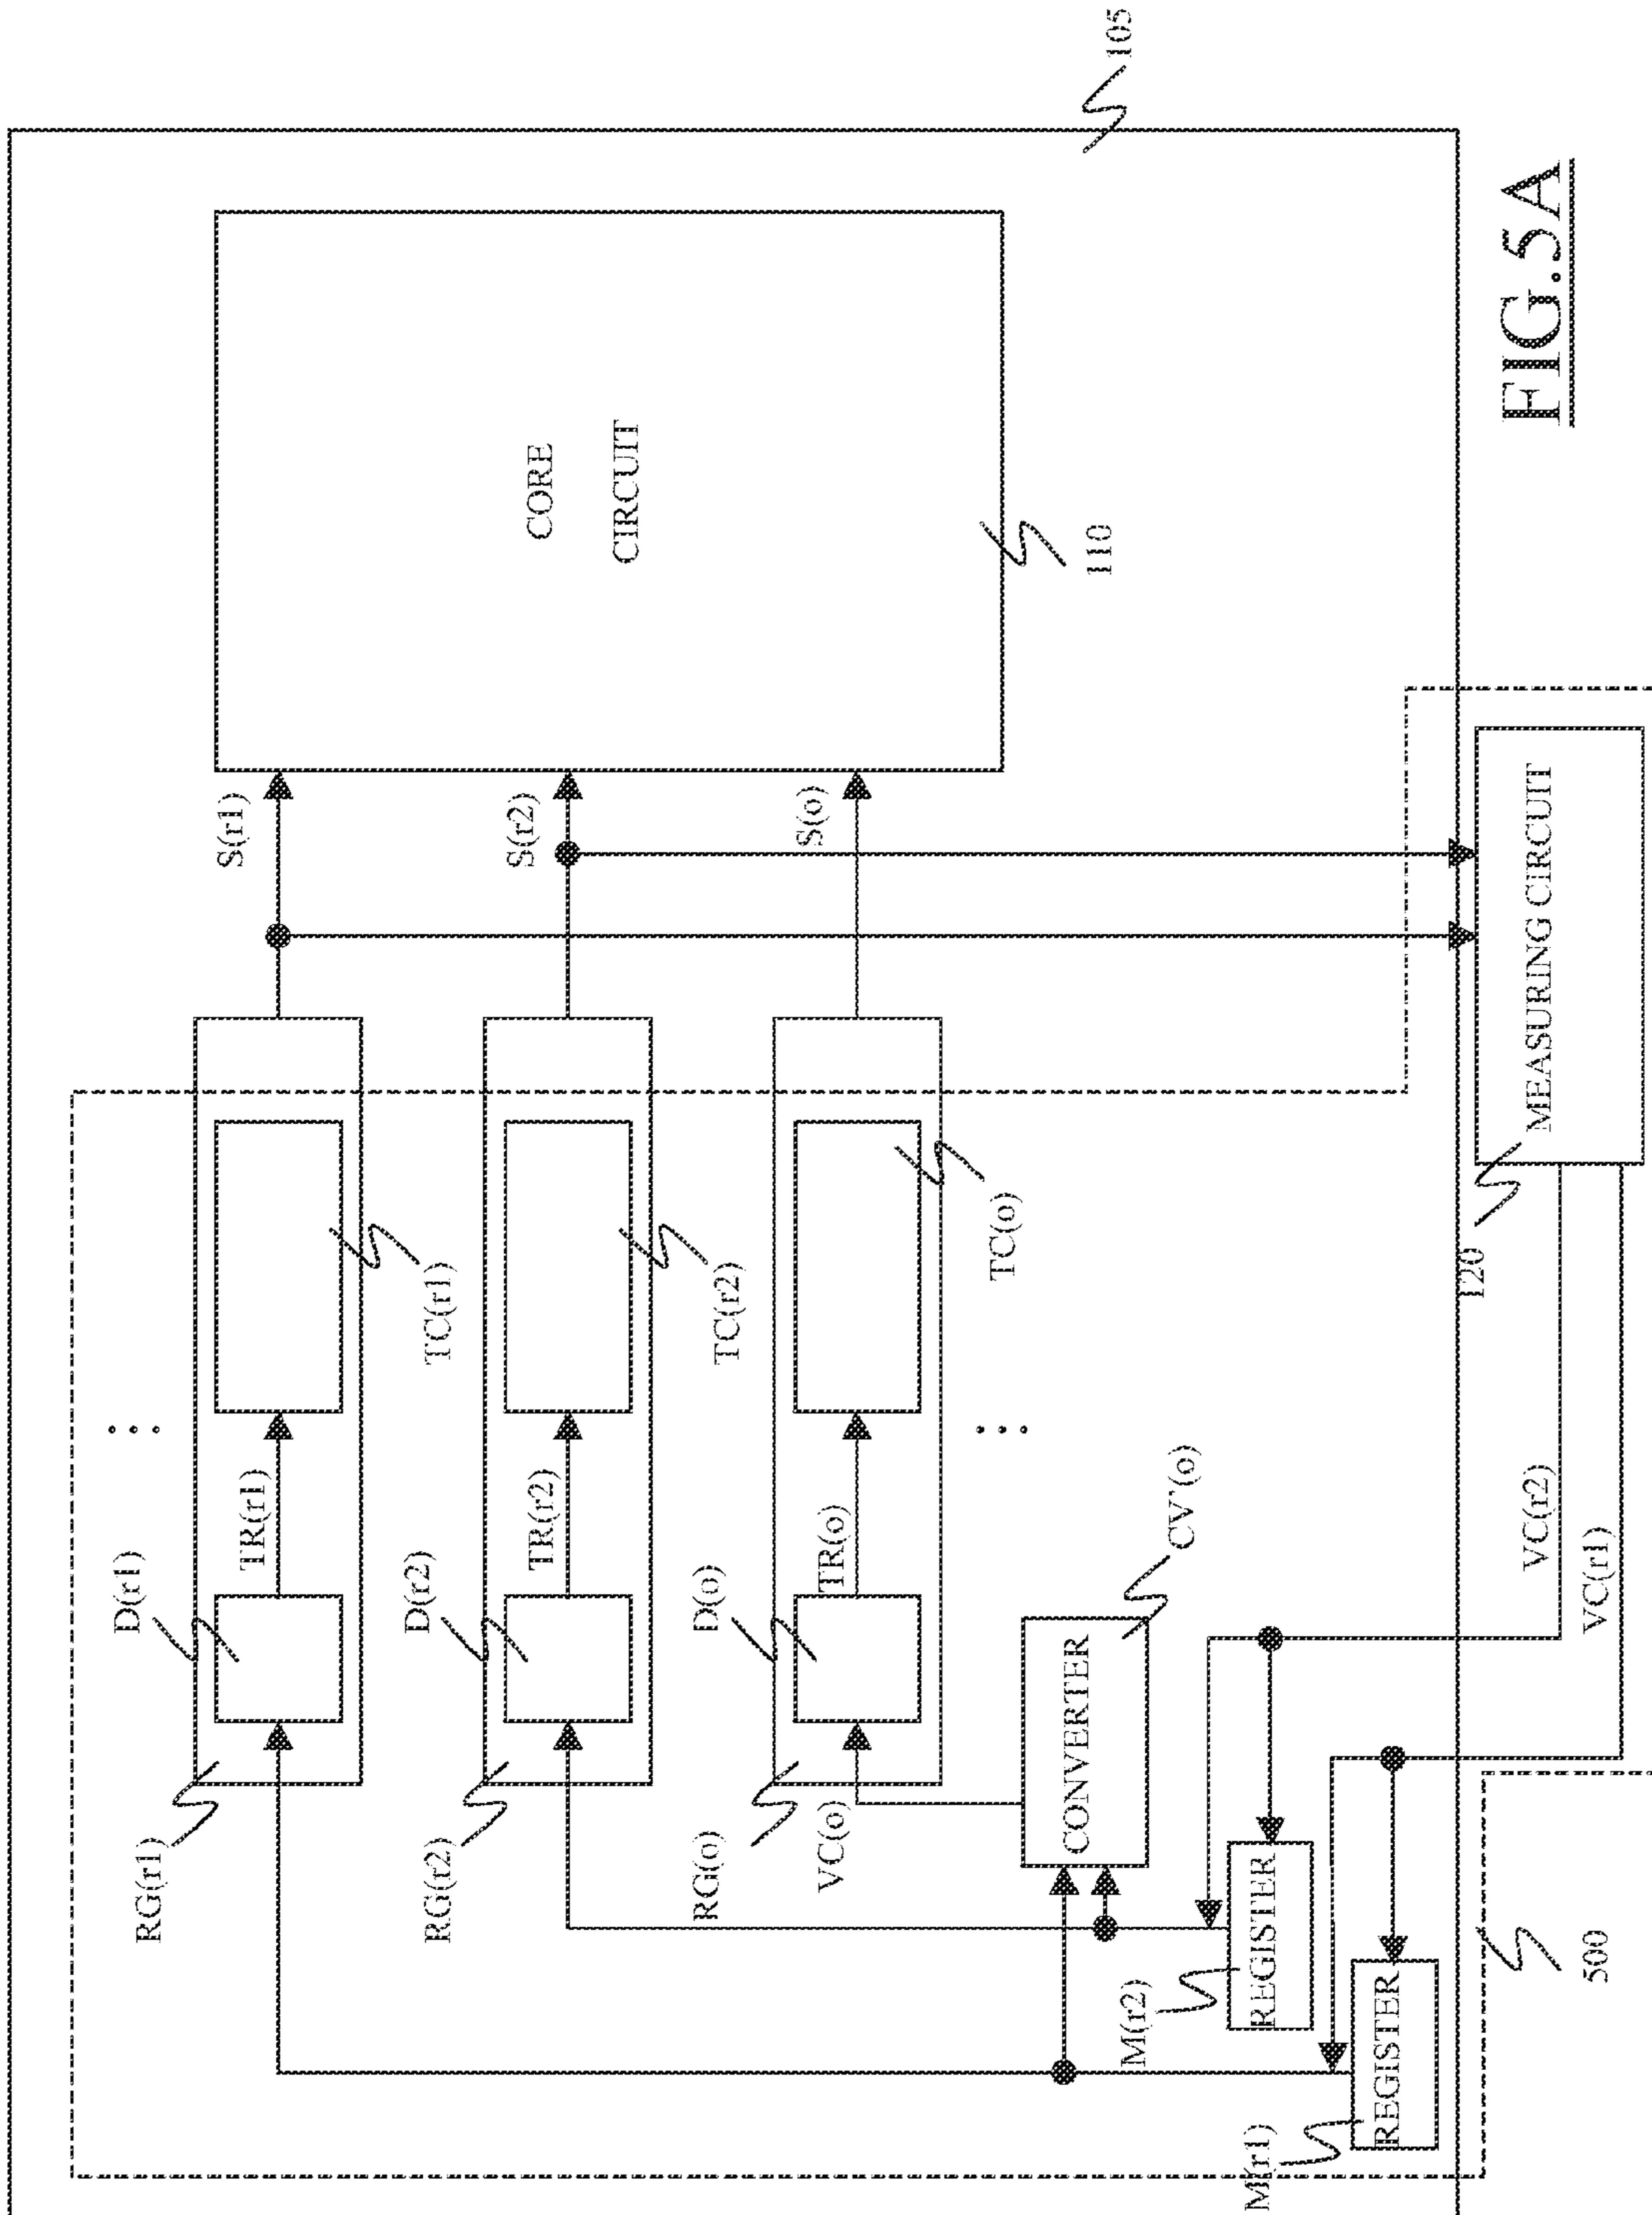 105
CORE
CIRCUIT
110
S(r1)
S(r2)
S(o)
MEASURING CIRCUIT
120
TC(r1)
TC(r2)
TC(o)
...
...
TR(r1)
TR(r2)
TR(o)
D(r1)
D(r2)
D(o)
RG(r1)
RG(r2)
RG(o)
VC(o)
CONVERTER
CV'(o)
VC(r2)
VC(r1)
REGISTER
M(r2)
REGISTER
M(r1)
500
FIG.5A